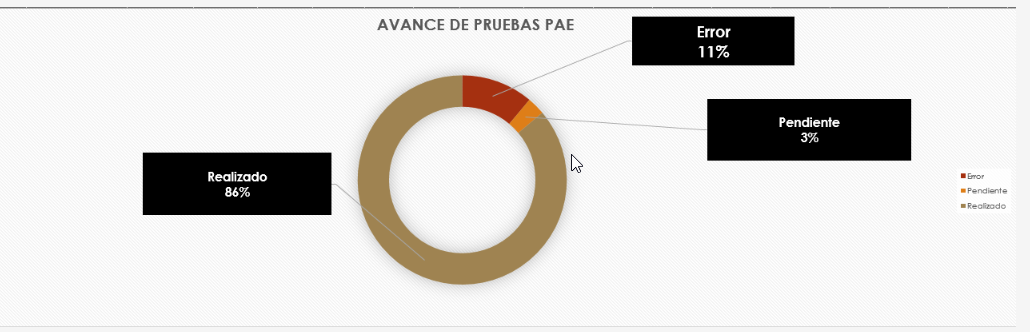 AVANCE DE PRUEBAS PAE
Error
11%
Pendiente
3%
Realizado
86%
Error
Pendiente
Realizado